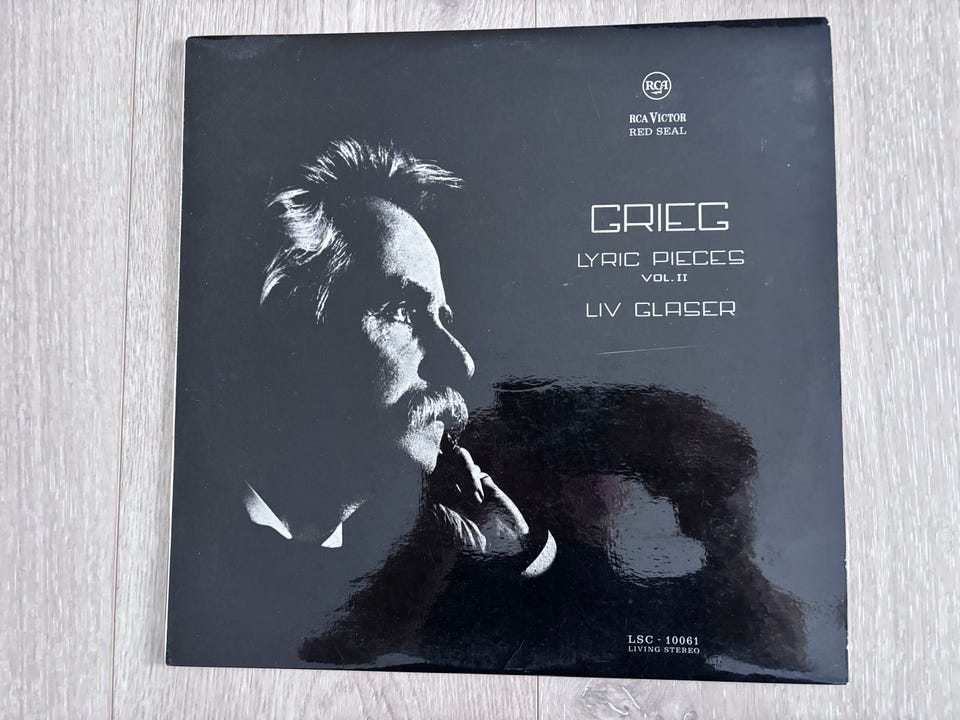 RCA
RCA VICTOR
RED SEAL
GRIEG
LYRIC PIECES
VOL. II
LIV GLASER
LSC - 10061
LIVING STEREO